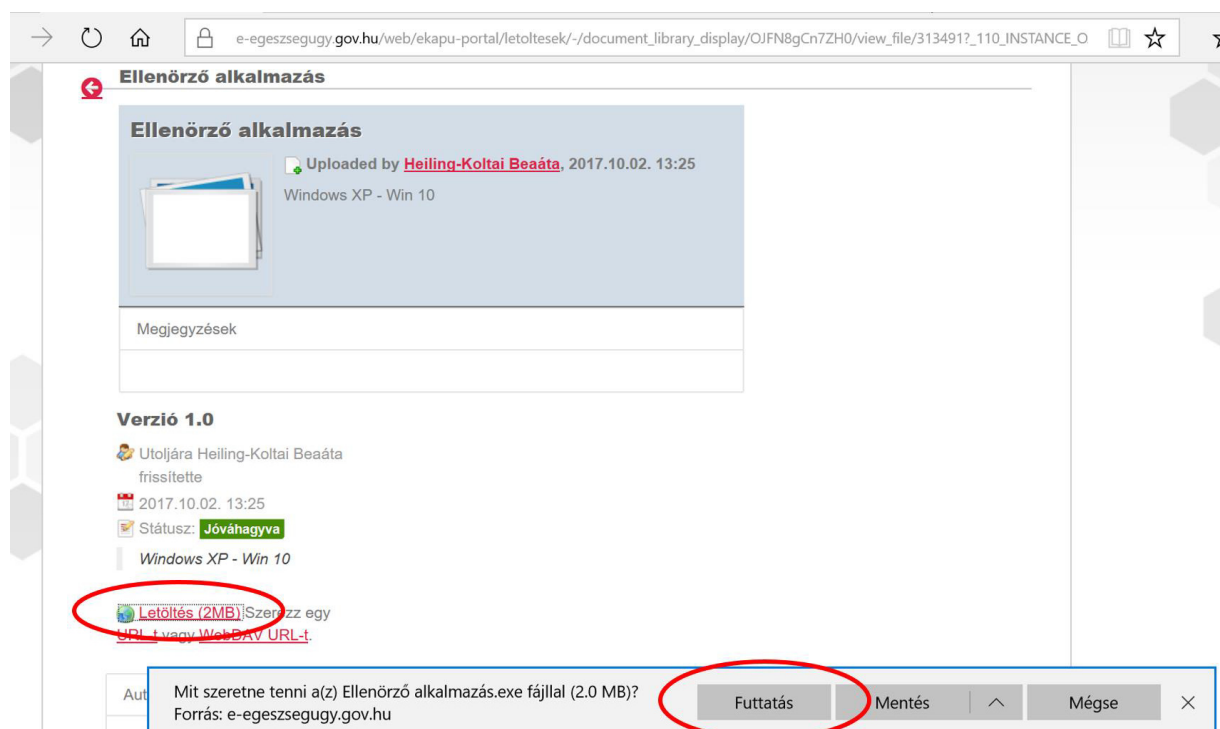 e-egeszsegugy.gov.hu/web/ekapu-portal/letoltesek/-/document_library_display/OJFN8gCn7ZH0/view_file/313491?_110_INSTANCE_O
Ellenörző alkalmazás
Ellenörző alkalmazás
Uploaded by Heiling-Koltai Beaáta, 2017.10.02. 13:25
Windows XP - Win 10
Megjegyzések
Verzió 1.0
Utoljára Heiling-Koltai Beaáta
frissítette
2017.10.02. 13:25
Státusz: Jóváhagyva
Windows XP - Win 10
Letöltés (2MB) Szerezz egy
URL-t vagy WebDAV URL-t.
Aut
Mit szeretne tenni a(z) Ellenörző alkalmazás.exe fájllal (2.0 MB)?
Forrás: e-egeszsegugy.gov.hu
Futtatás
Mentés
Mégse